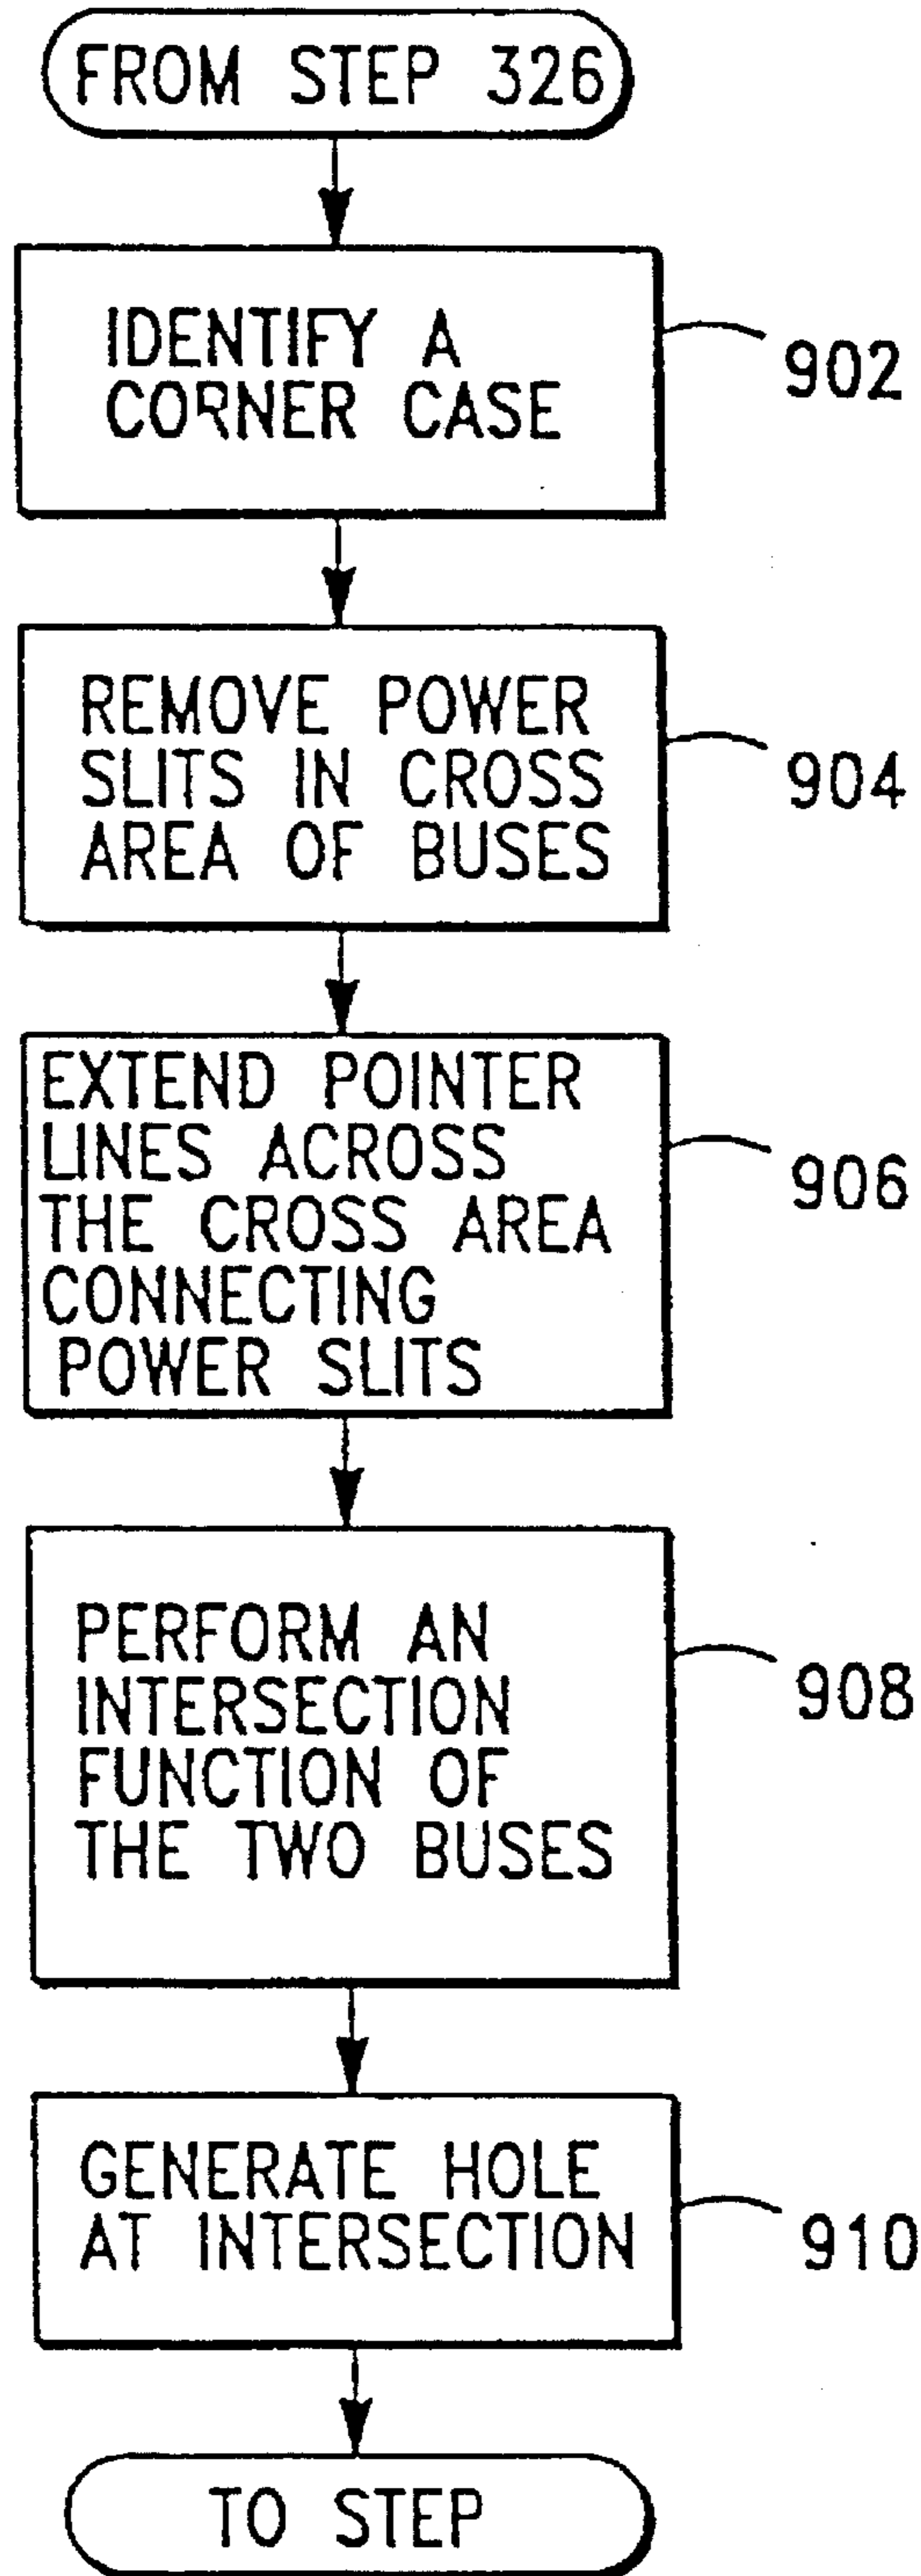 FROM STEP 326
IDENTIFY A
CORNER CASE
902
REMOVE POWER
SLITS IN CROSS
AREA OF BUSES
904
EXTEND POINTER
LINES ACROSS
THE CROSS AREA
CONNECTING
POWER SLITS
906
PERFORM AN
INTERSECTION
FUNCTION OF
THE TWO BUSES
908
GENERATE HOLE
AT INTERSECTION
910
TO STEP